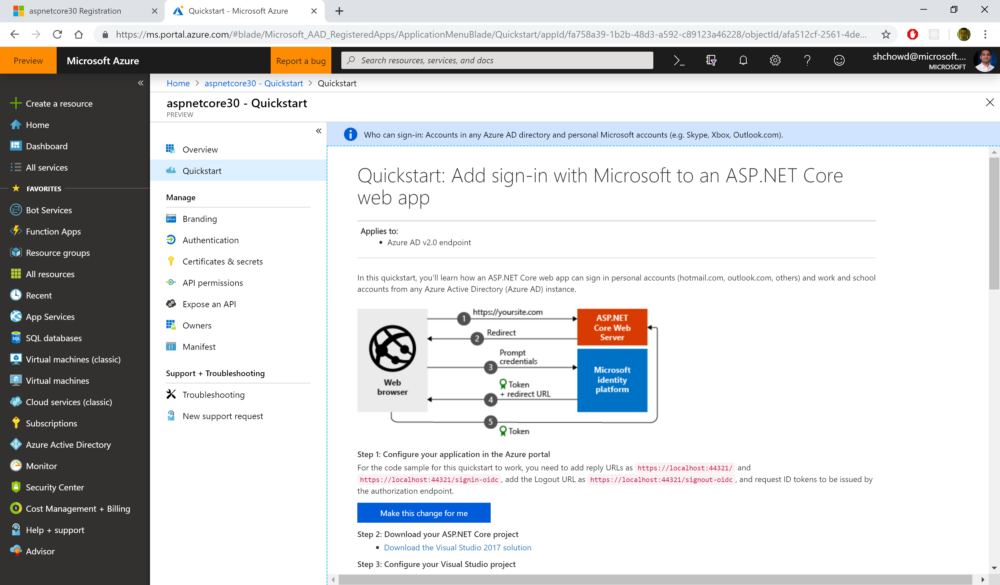 aspnetcore30 Registration
Quickstart - Microsoft Azure
https://ms.portal.azure.com/#blade/Microsoft_AAD_RegisteredApps/ApplicationMenuBlade/Quickstart/appId/fa758a39-1b2b-48d3-a592-c89123a46228/objectId/afa512cf-2561-4de...
Preview
Microsoft Azure
Report a bug
Search resources, services, and docs
shchowd@microsoft....
MICROSOFT
Create a resource
Home
Dashboard
All services
FAVORITES
Bot Services
Function Apps
Resource groups
All resources
Recent
App Services
SQL databases
Virtual machines (classic)
Virtual machines
Cloud services (classic)
Subscriptions
Azure Active Directory
Monitor
Security Center
Cost Management + Billing
Help + support
Advisor
Home > aspnetcore30 - Quickstart > Quickstart
aspnetcore30 - Quickstart
PREVIEW
Overview
Quickstart
Manage
Branding
Authentication
Certificates & secrets
API permissions
Expose an API
Owners
Manifest
Support + Troubleshooting
Troubleshooting
New support request
Who can sign-in: Accounts in any Azure AD directory and personal Microsoft accounts (e.g. Skype, Xbox, Outlook.com).
Quickstart: Add sign-in with Microsoft to an ASP.NET Core
web app
Applies to:
• Azure AD v2.0 endpoint
In this quickstart, you'll learn how an ASP.NET Core web app can sign in personal accounts (hotmail.com, outlook.com, others) and work and school
accounts from any Azure Active Directory (Azure AD) instance.
Web
browser
1
https://yoursite.com
2
Redirect
3
Prompt
credentials
4
Token
+ redirect URL
5
Token
ASP.NET
Core Web
Server
Microsoft
identity
platform
Step 1: Configure your application in the Azure portal
For the code sample for this quickstart to work, you need to add reply URLs as https://localhost:44321/ and
https://localhost:44321/signin-oidc , add the Logout URL as https://localhost:44321/signout-oidc , and request ID tokens to be issued by
the authorization endpoint.
Make this change for me
Step 2: Download your ASP.NET Core project
• Download the Visual Studio 2017 solution
Step 3: Configure your Visual Studio project